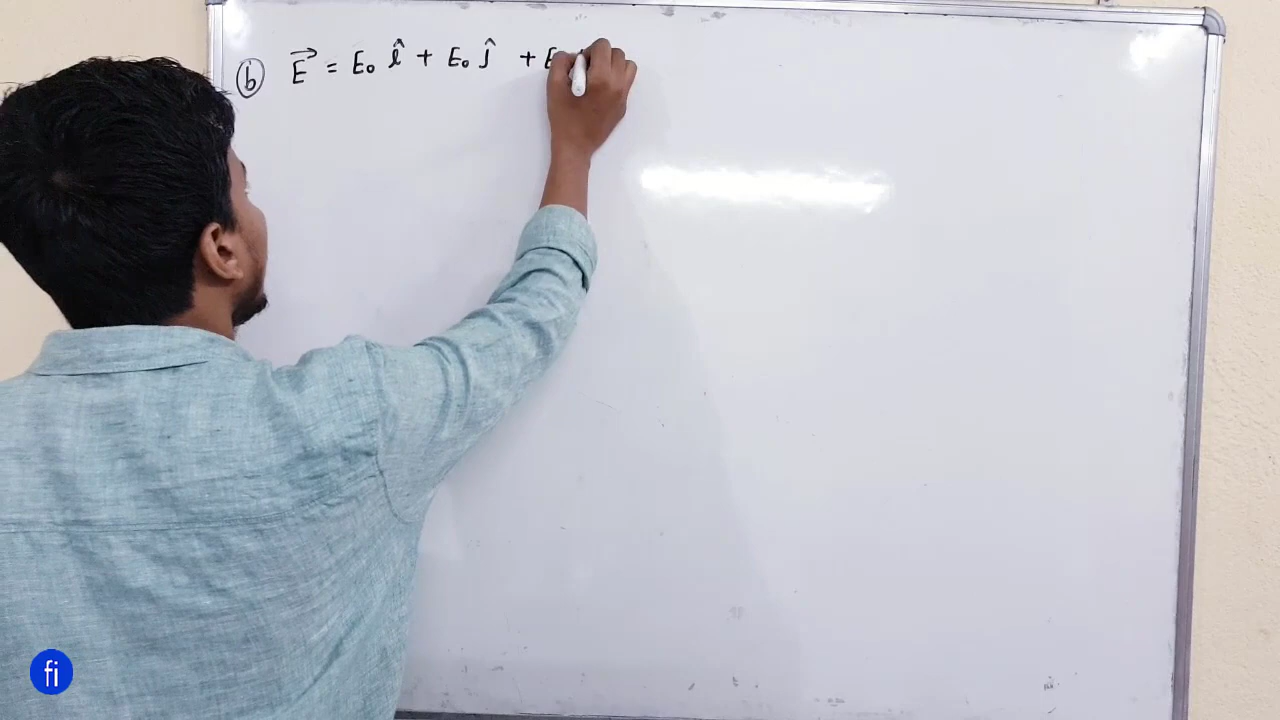 ⓑ E⃗ = E₀ î + E₀ ĵ + E
fi